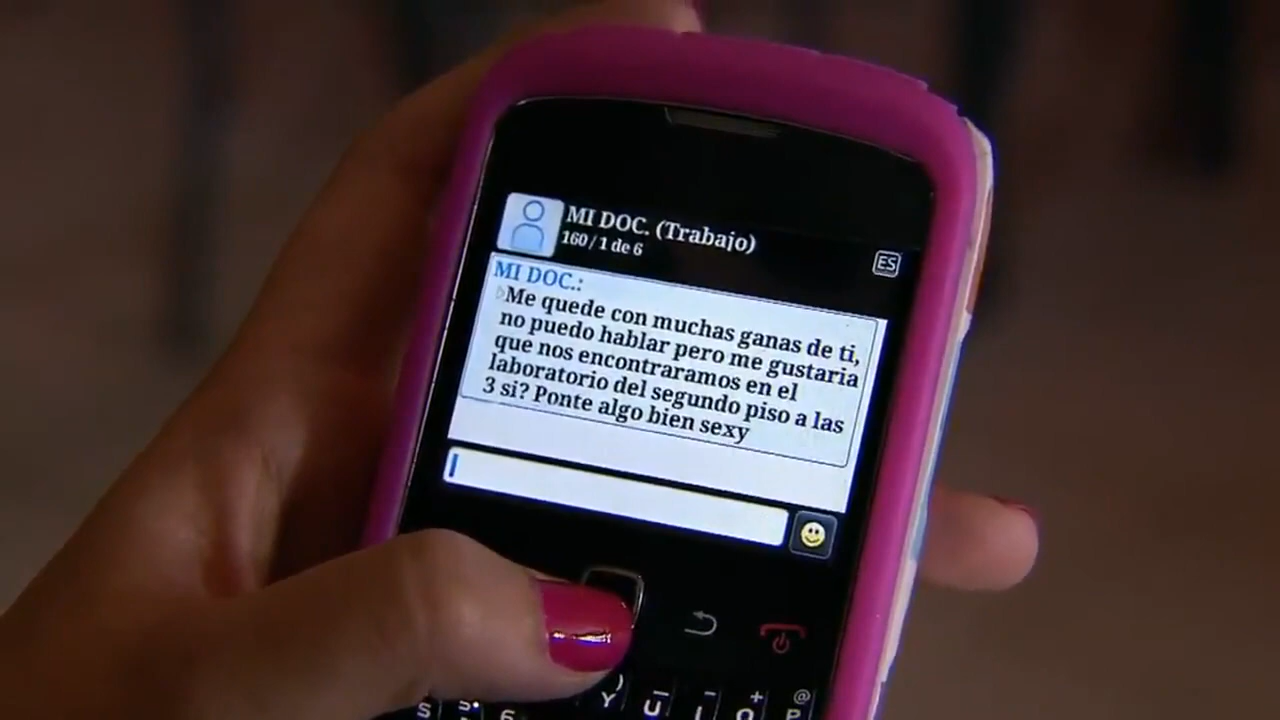 MI DOC. (Trabajo)
160 / 1 de 6
ES
MI DOC.:
Me quede con muchas ganas de ti,
no puedo hablar pero me gustaria
que nos encontraramos en el
laboratorio del segundo piso a las
3 si? Ponte algo bien sexy
Y U I O P
S
@
+